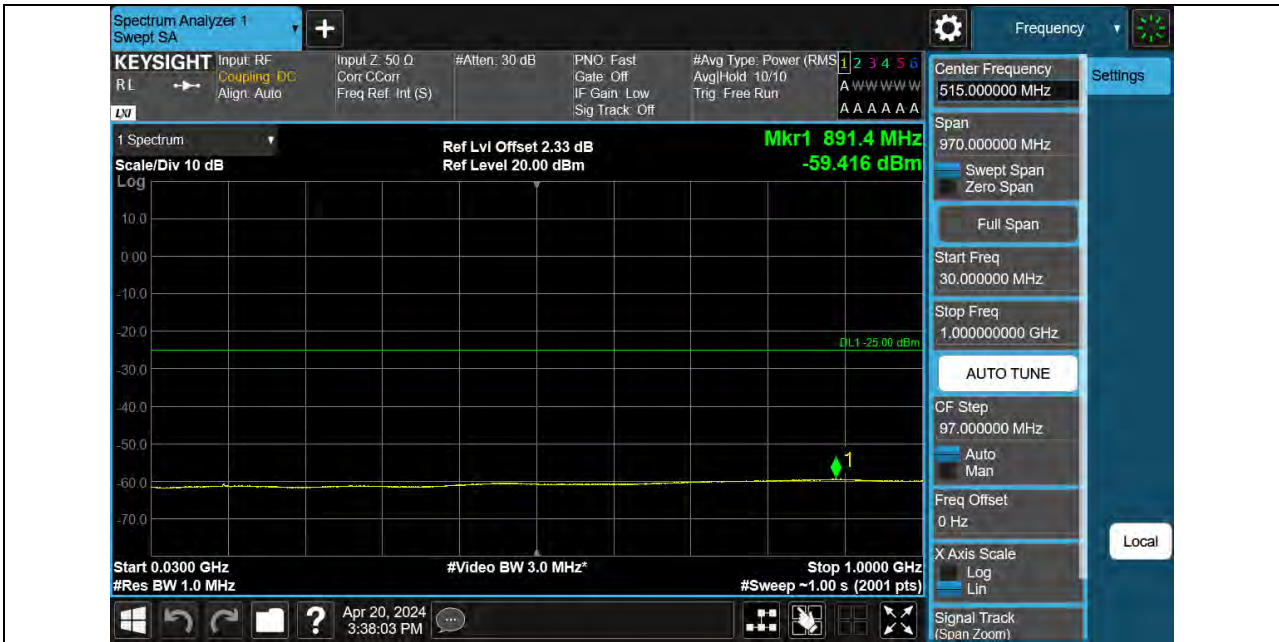 Spectrum Analyzer 1
Swept SA
Frequency
KEYSIGHT
RL
LXI
Input: RF
Coupling: DC
Align: Auto
Input Z: 50 Ω
Corr CCorr
Freq Ref: Int (S)
#Atten: 30 dB
PNO: Fast
Gate: Off
IF Gain: Low
Sig Track: Off
#Avg Type: Power (RMS
Avg|Hold: 10/10
Trig: Free Run
1 2 3 4 5 6
A W W W W W
A A A A A A
1 Spectrum
Scale/Div 10 dB
Ref Lvl Offset 2.33 dB
Ref Level 20.00 dBm
Mkr1 891.4 MHz
-59.416 dBm
Log
10.0
0.00
-10.0
-20.0
DL1 -25.00 dBm
-30.0
-40.0
-50.0
1
-60.0
-70.0
Start 0.0300 GHz
#Video BW 3.0 MHz*
Stop 1.0000 GHz
#Res BW 1.0 MHz
#Sweep ~1.00 s (2001 pts)
?
Apr 20, 2024
3:38:03 PM
Center Frequency
515.000000 MHz
Settings
Span
970.000000 MHz
Swept Span
Zero Span
Full Span
Start Freq
30.000000 MHz
Stop Freq
1.000000000 GHz
AUTO TUNE
CF Step
97.000000 MHz
Auto
Man
Freq Offset
0 Hz
Local
X Axis Scale
Log
Lin
Signal Track
(Span Zoom)